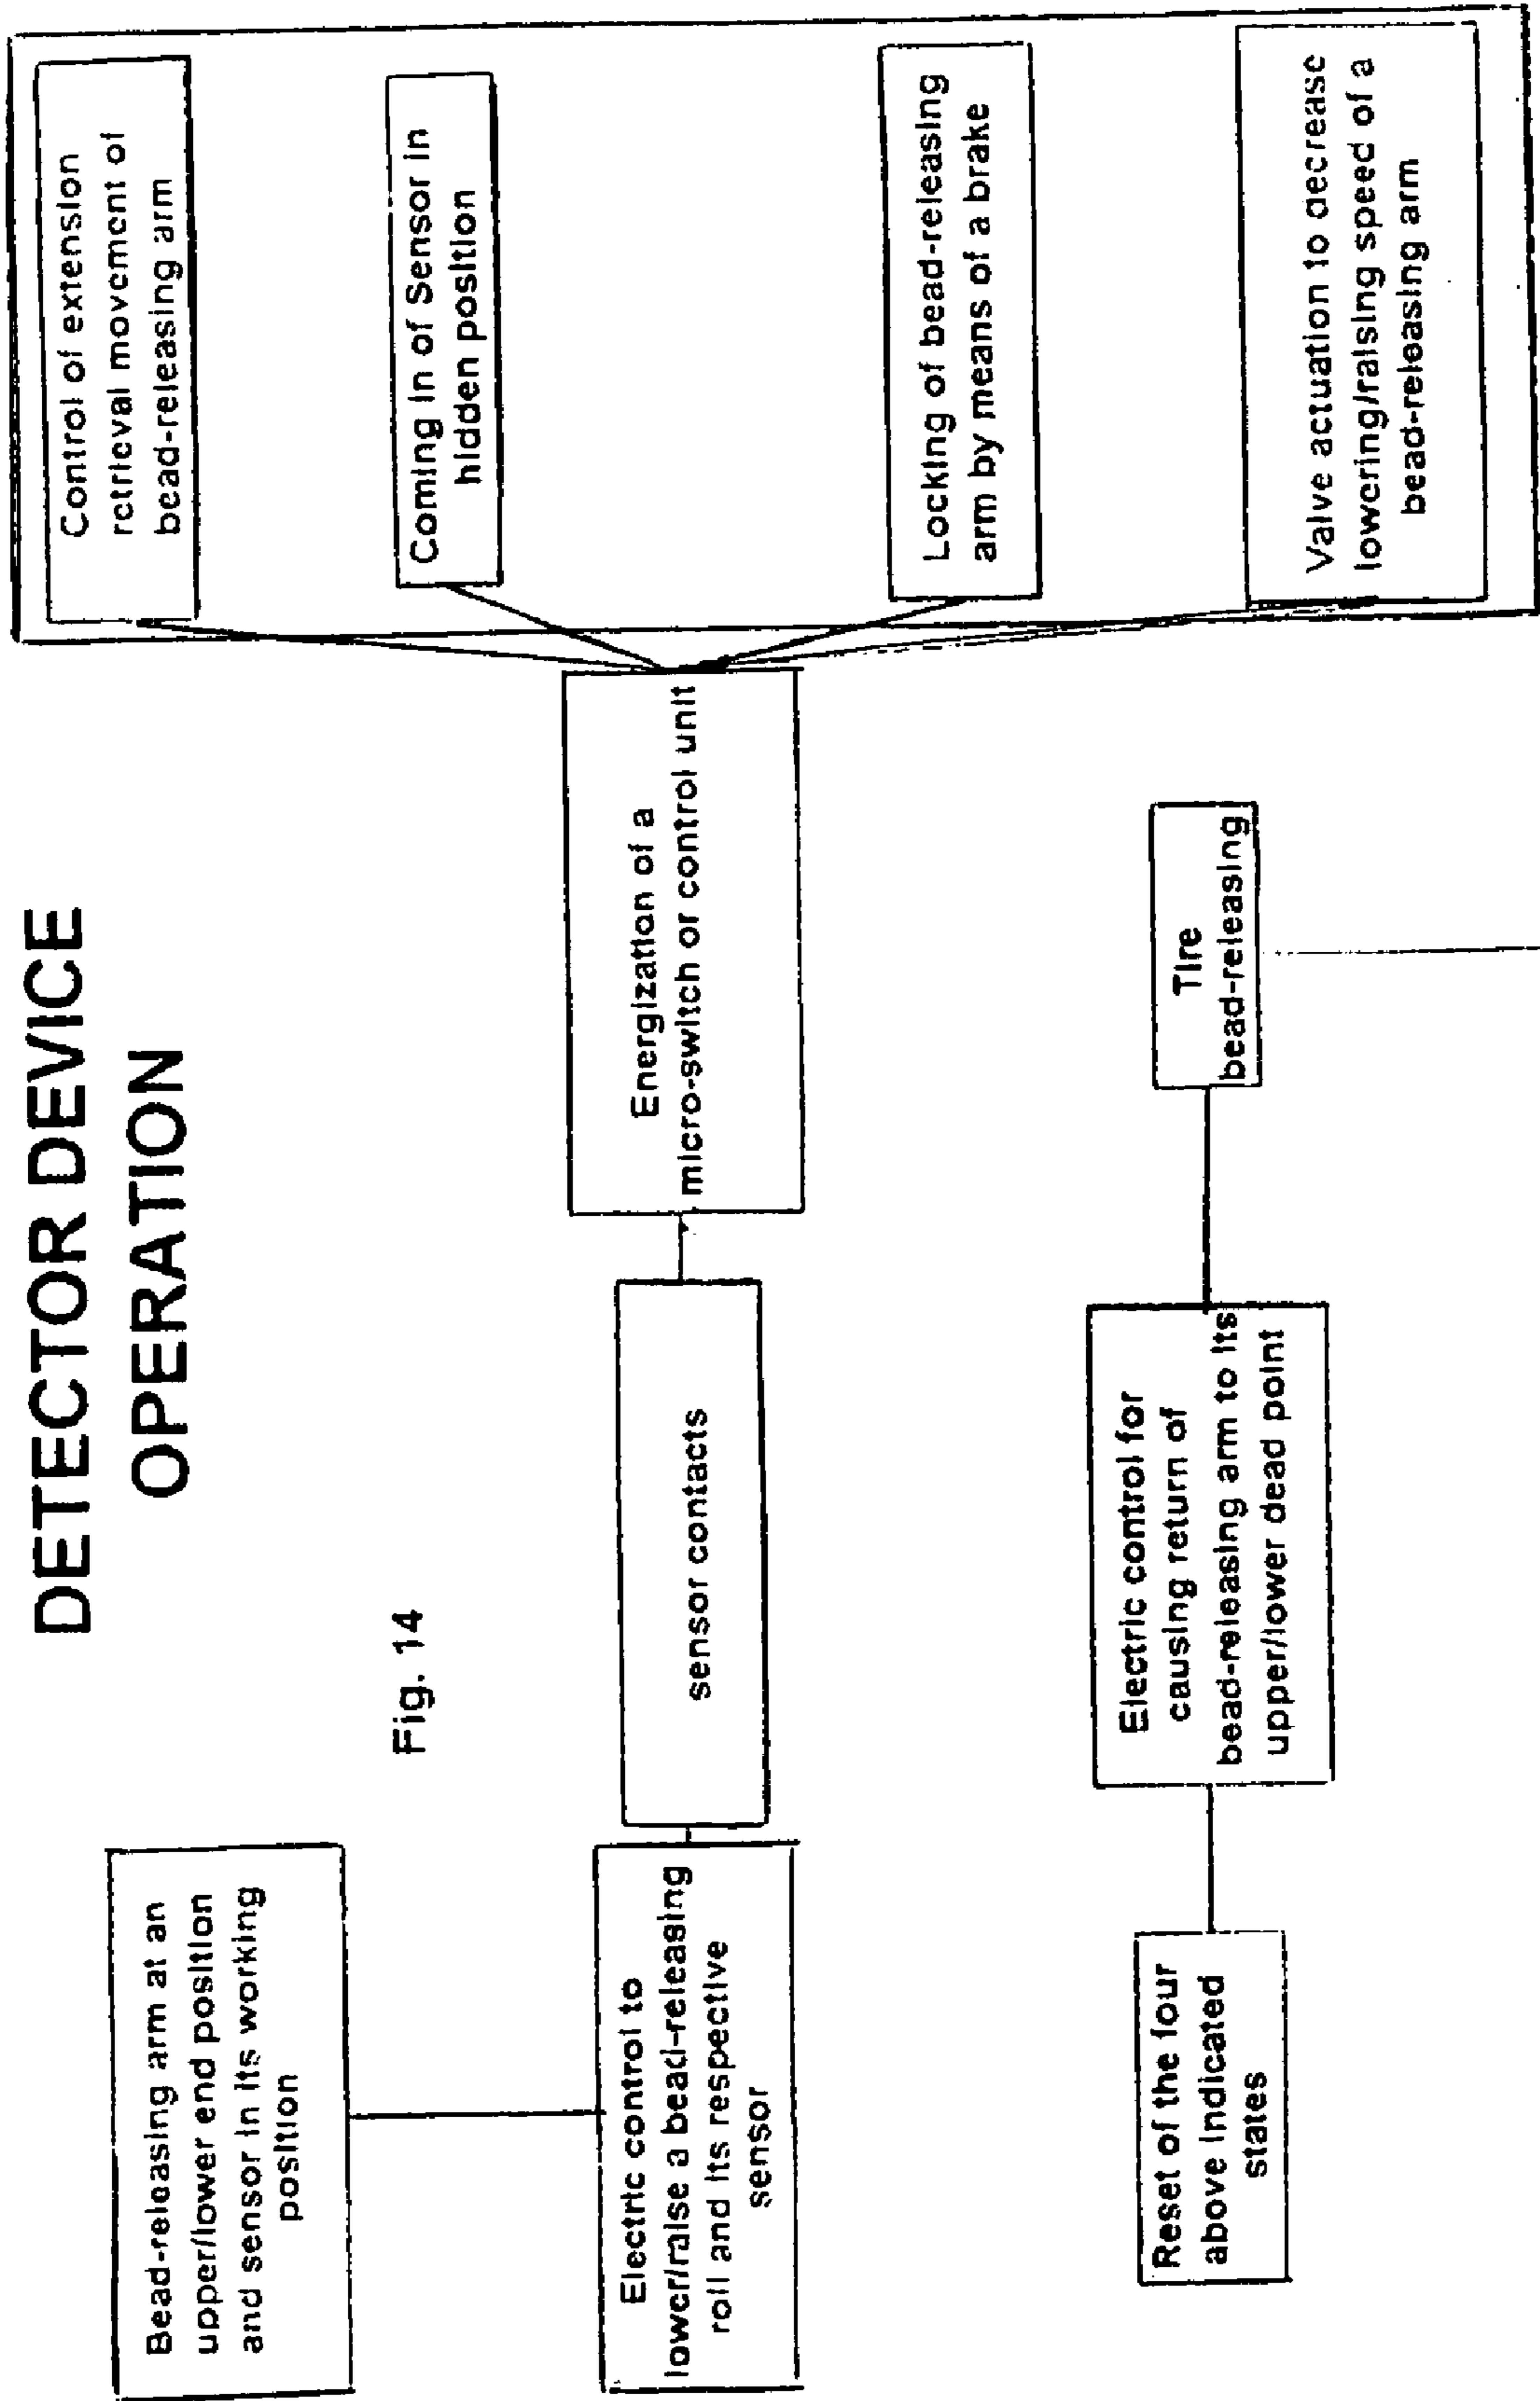 DETECTOR DEVICE
OPERATION
Fig. 14
Bead-releasing arm at an
upper/lower end position
and sensor in its working
position
Electric control to
lower/raise a bead-releasing
roll and its respective
sensor
sensor contacts
Energization of a
micro-switch or control unit
Control of extension
retrieval movement of
bead-releasing arm
Coming in of Sensor in
hidden position
Locking of bead-releasing
arm by means of a brake
Valve actuation to decrease
lowering/raising speed of a
bead-releasing arm
Reset of the four
above indicated
states
Electric control for
causing return of
bead-releasing arm to its
upper/lower dead point
Tire
bead-releasing